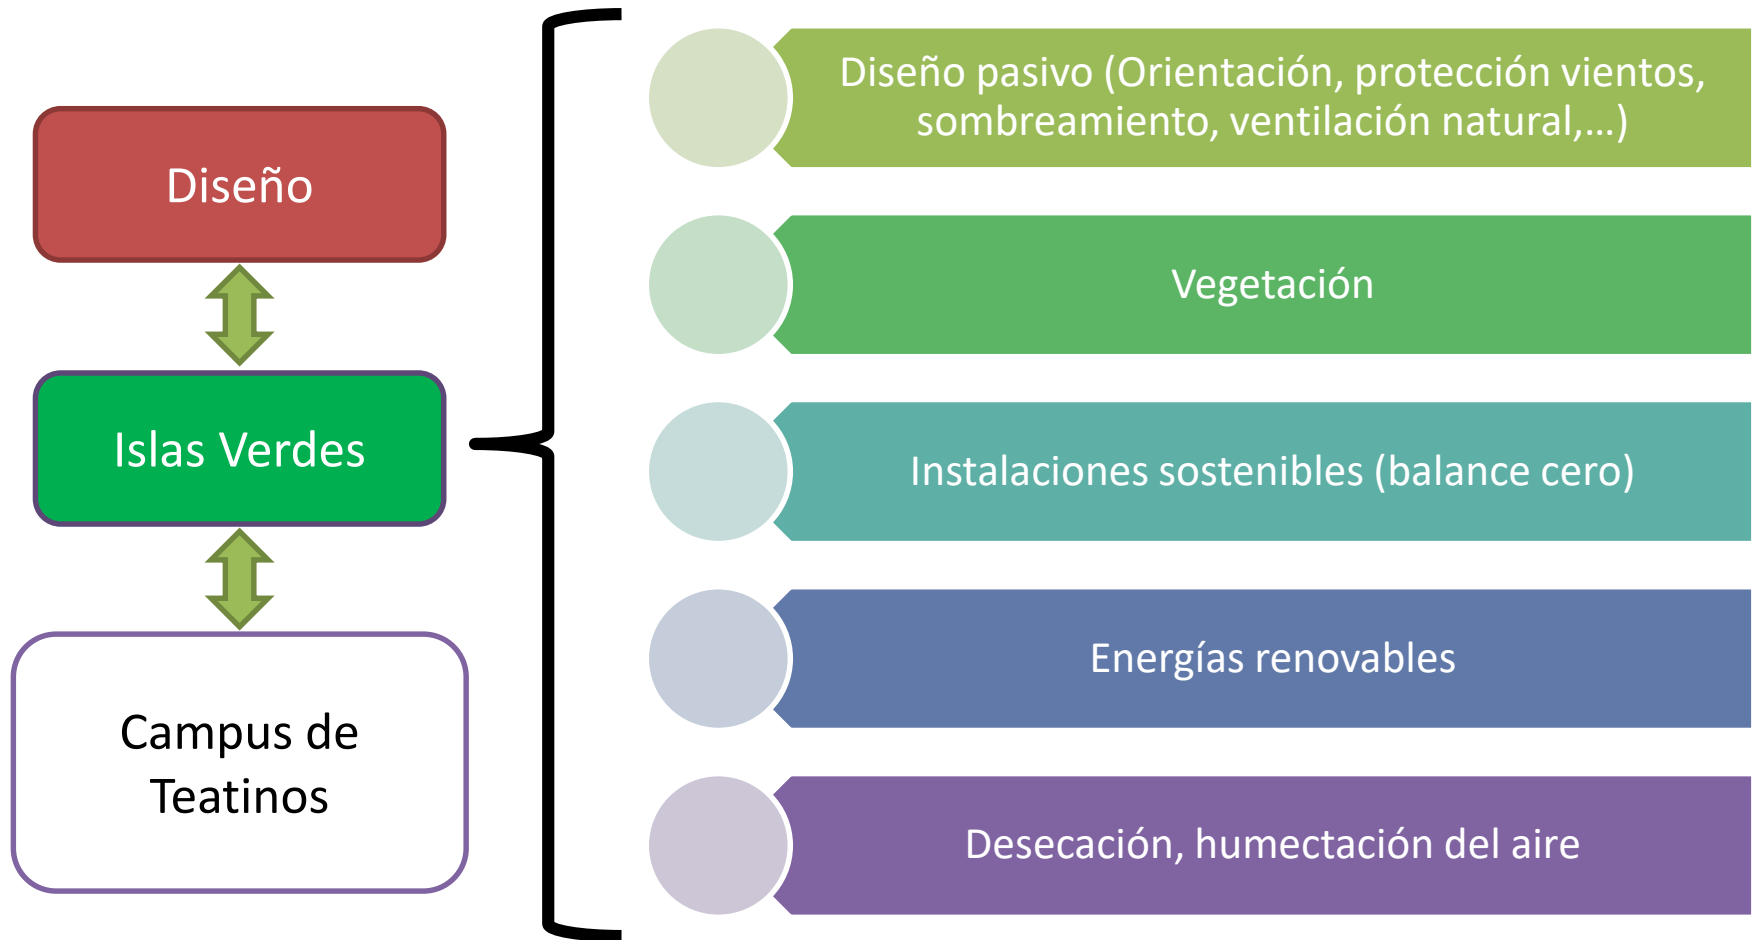 Diseño
Islas Verdes
Campus de
Teatinos
Diseño pasivo (Orientación, protección vientos,
sombreamiento, ventilación natural,...)
Vegetación
Instalaciones sostenibles (balance cero)
Energías renovables
Desecación, humectación del aire